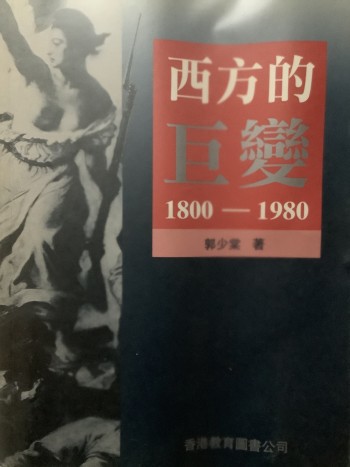 西方的
巨變
1800 — 1980
郭少棠 著
香港教育圖書公司